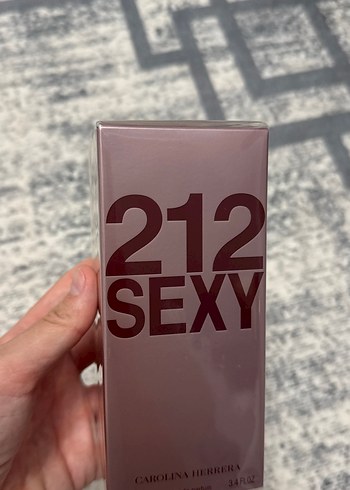 212
SEXY
CAROLINA HERRERA
3.4 FL OZ